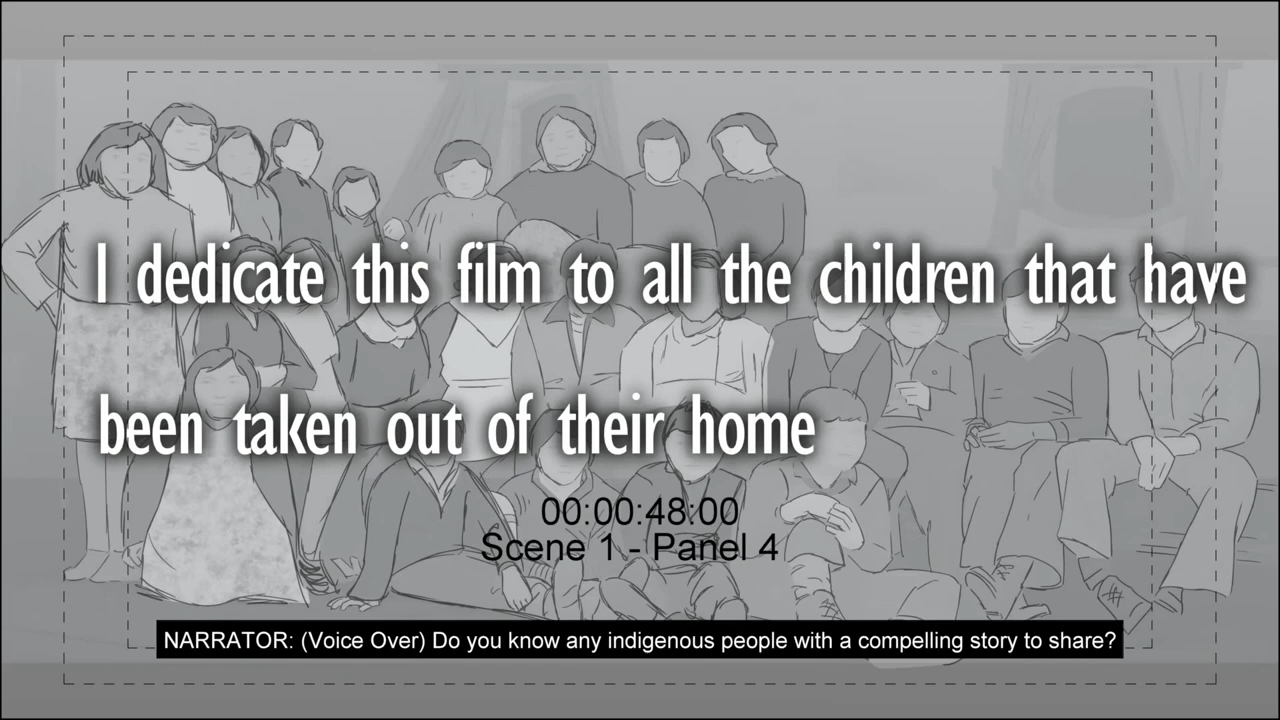 I dedicate this film to all the children that have
been taken out of their home
00:00:48:00
Scene 1 - Panel 4
NARRATOR: (Voice Over) Do you know any indigenous people with a compelling story to share?